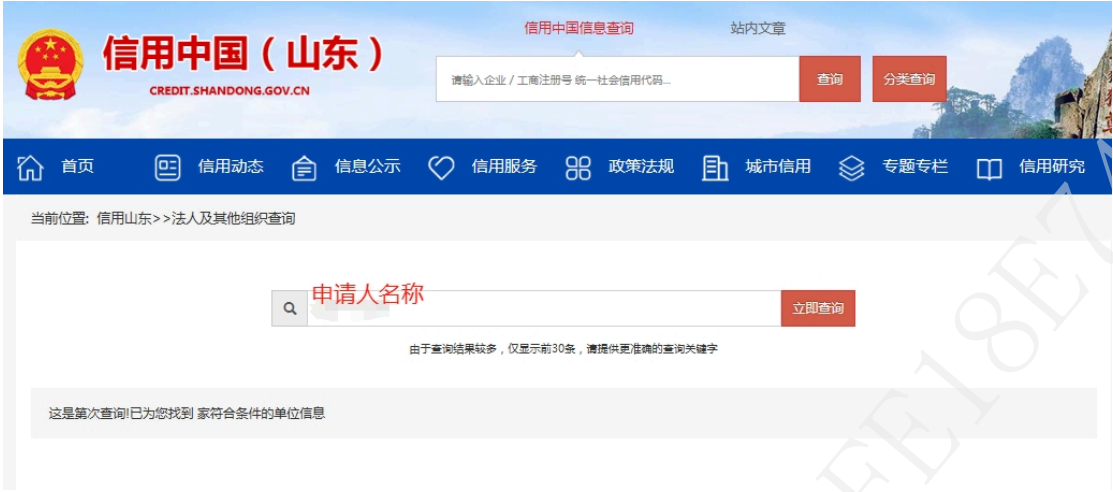 信用中国信息查询 站内文章
信用中国（山东）
CREDIT.SHANDONG.GOV.CN
请输入企业 / 工商注册号 统一社会信用代码... 查询 分类查询
首页 信用动态 信息公示 信用服务 政策法规 城市信用 专题专栏 信用研究
当前位置: 信用山东>>法人及其他组织查询
申请人名称 立即查询
由于查询结果较多，仅显示前30条，请提供更准确的查询关键字
这是第次查询!已为您找到 家符合条件的单位信息